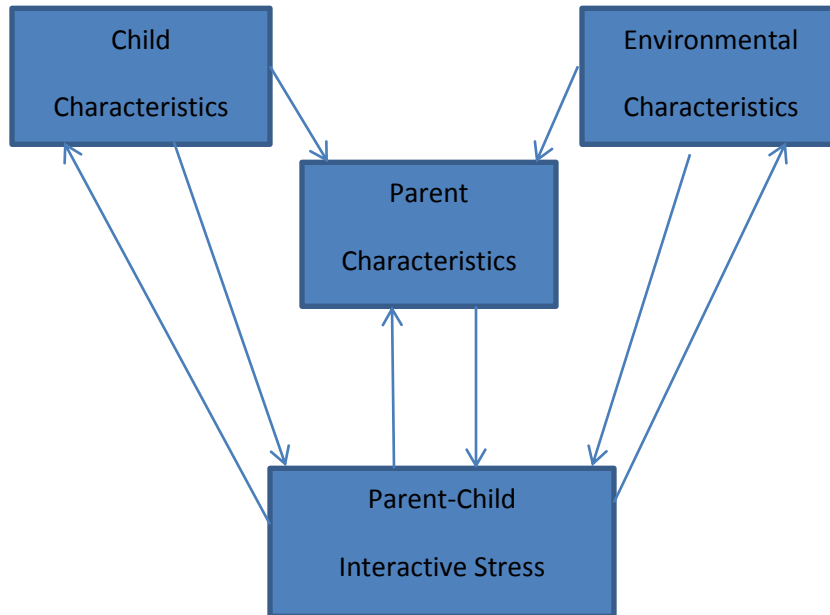 Child
Characteristics
Environmental
Characteristics
Parent
Characteristics
Parent-Child
Interactive Stress